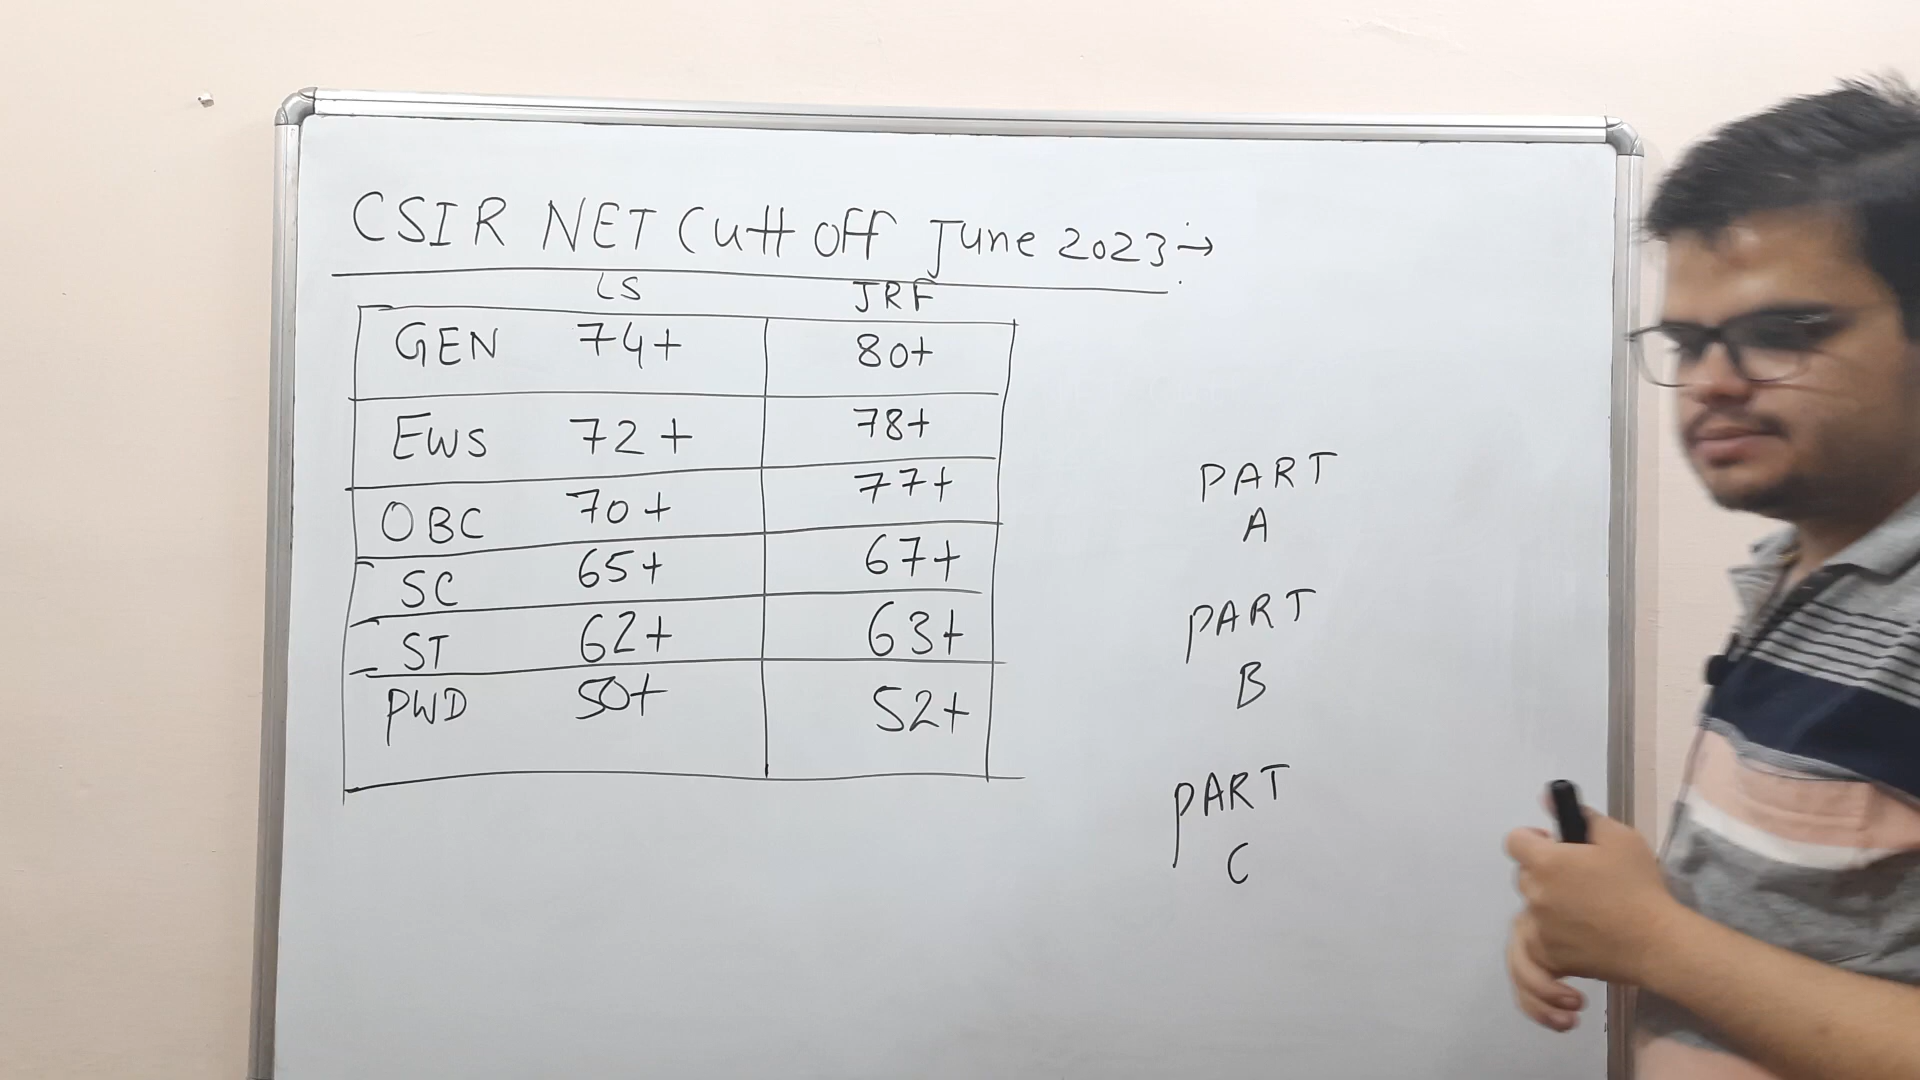 CSIR NET Cutt off June 2023→
LS JRF
GEN 74+ 80+
EWS 72+ 78+
OBC 70+ 77+
SC 65+ 67+
ST 62+ 63+
PWD 50+ 52+
PART
A
PART
B
PART
C